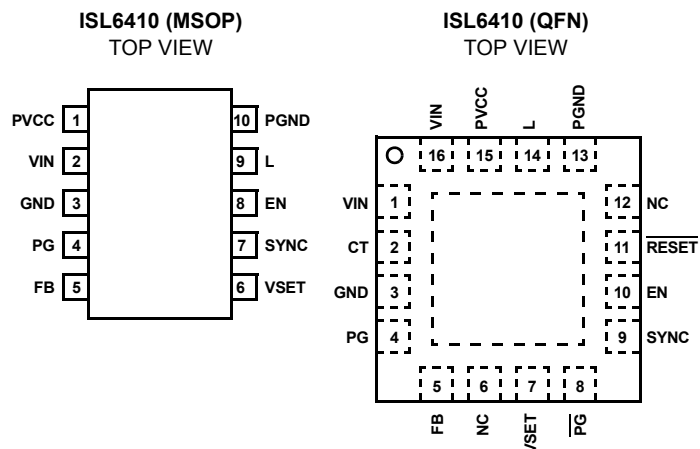 ISL6410 (MSOP)
TOP VIEW
PVCC 1
10 PGND
VIN 2
9 L
GND 3
8 EN
PG 4
7 SYNC
FB 5
6 VSET
ISL6410 (QFN)
TOP VIEW
VIN
PVCC
L
PGND
16
15
14
13
VIN 1
12 NC
CT 2
11 RESET
GND 3
10 EN
PG 4
9 SYNC
5
6
7
8
FB
NC
VSET
PG